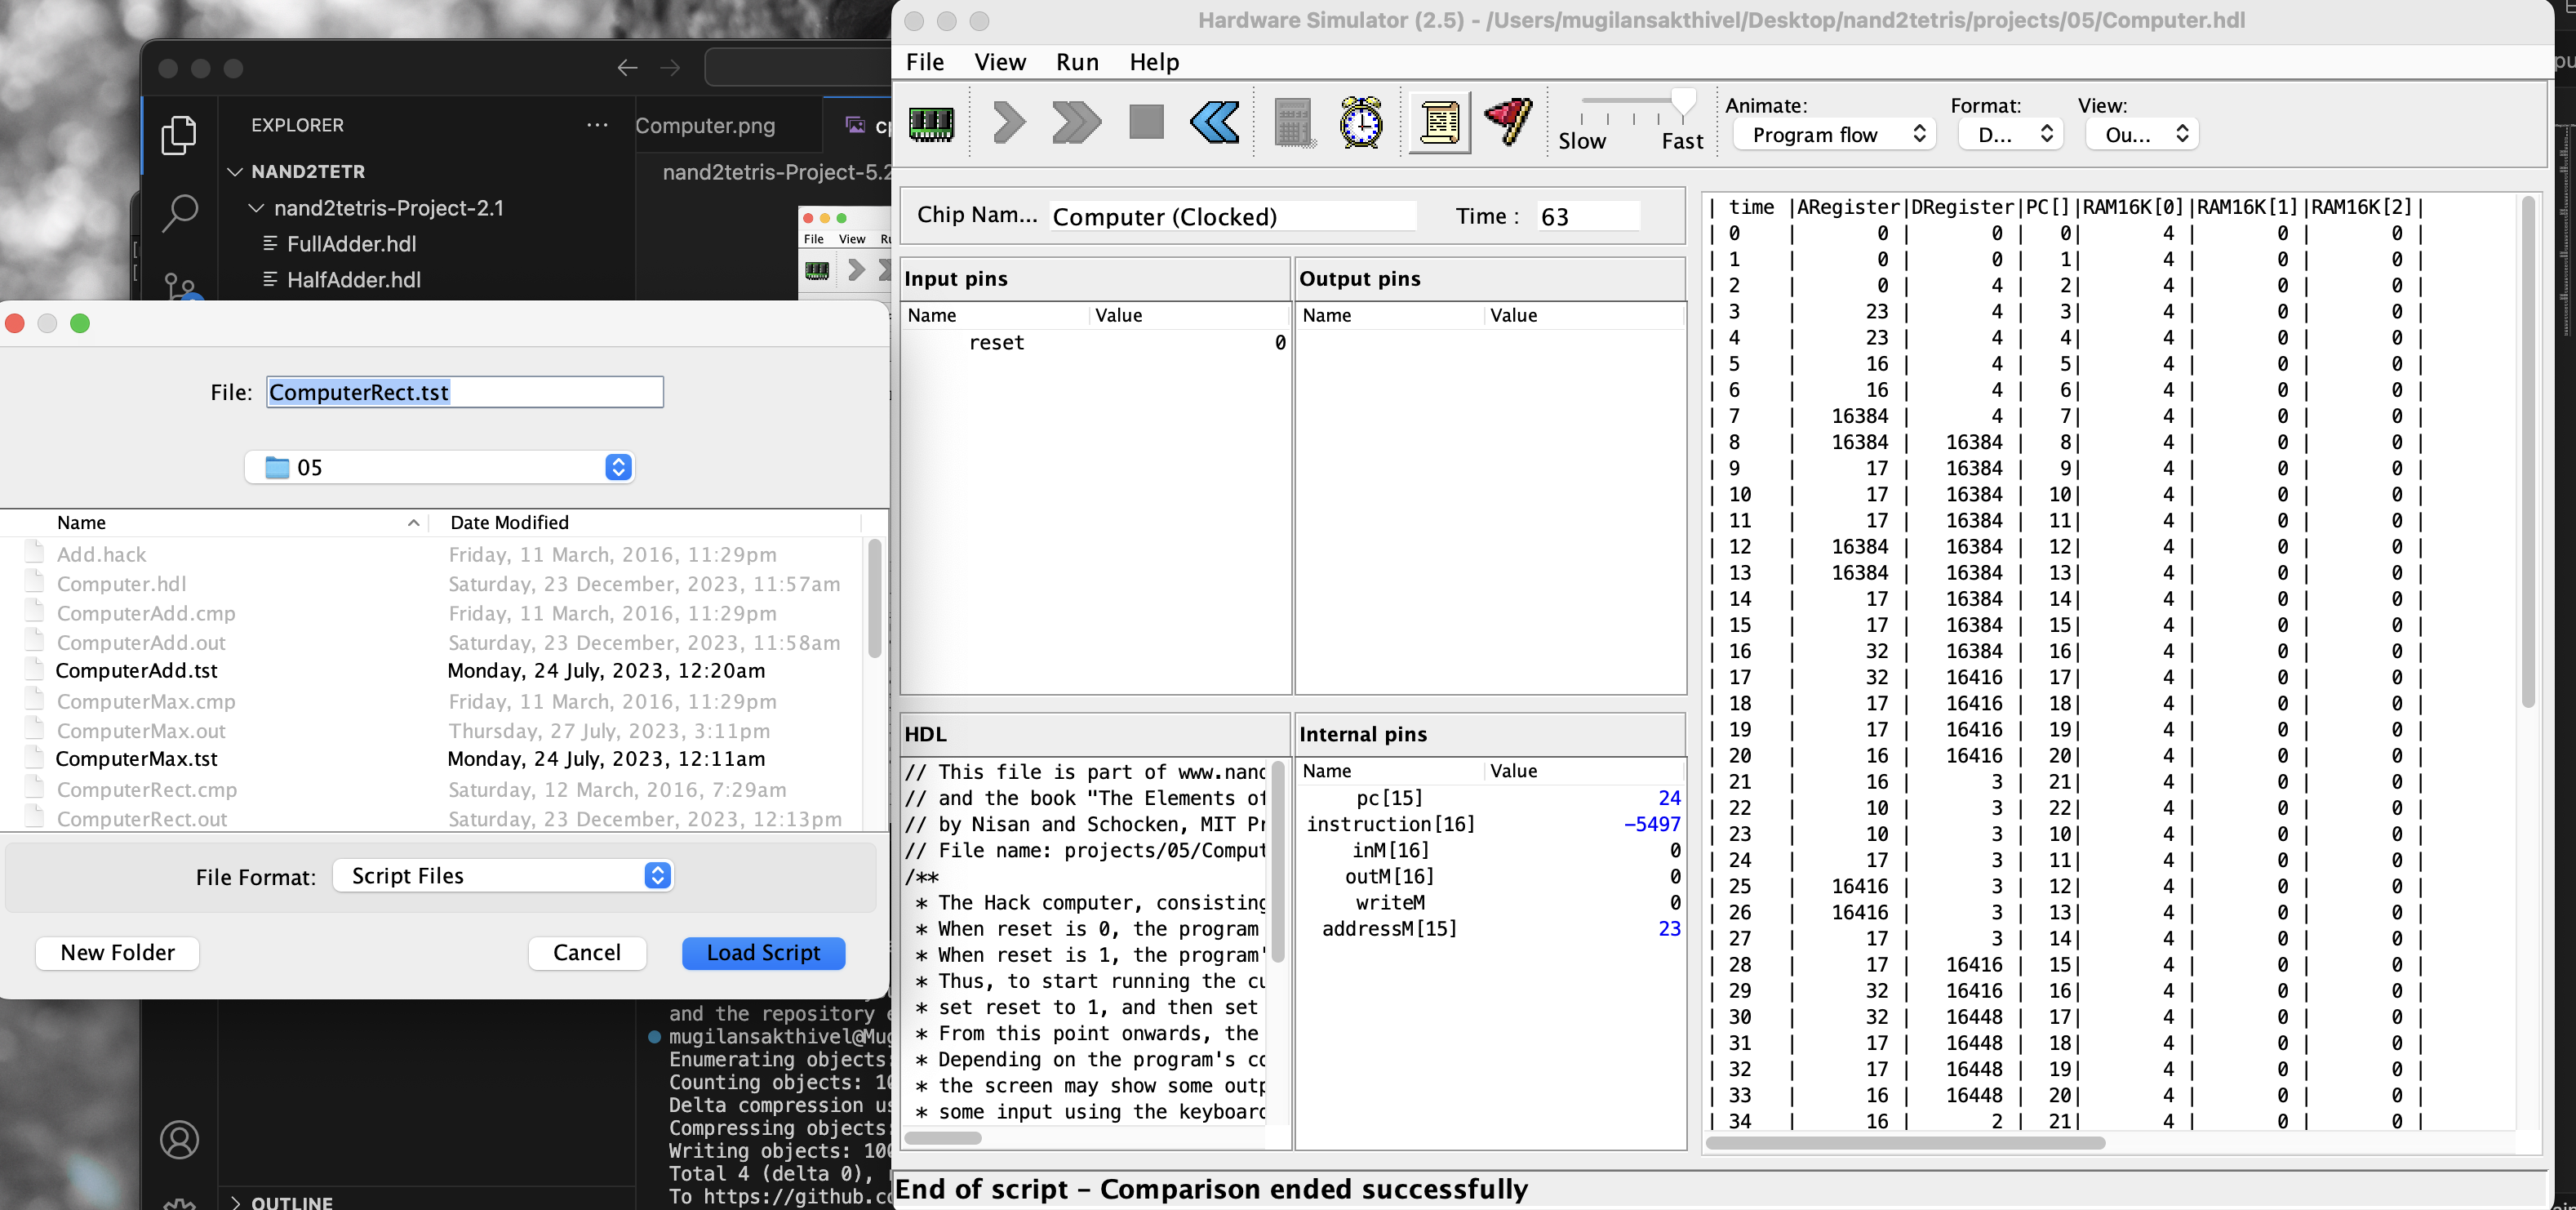 Hardware Simulator (2.5) - /Users/mugilansakthivel/Desktop/nand2tetris/projects/05/Computer.hdl
File View Run Help
Slow Fast
Animate: Format: View:
Program flow D... Ou...
Chip Nam... Computer (Clocked) Time : 63
Input pins
Name Value
reset 0
Output pins
Name Value
HDL
// This file is part of www.nand
// and the book "The Elements of
// by Nisan and Schocken, MIT Pr
// File name: projects/05/Comput
/**
* The Hack computer, consisting
* When reset is 0, the program
* When reset is 1, the program'
* Thus, to start running the cu
* set reset to 1, and then set
* From this point onwards, the
* Depending on the program's co
* the screen may show some outp
* some input using the keyboard
Internal pins
Name Value
pc[15] 24
instruction[16] -5497
inM[16] 0
outM[16] 0
writeM 0
addressM[15] 23
| time |ARegister|DRegister|PC[]|RAM16K[0]|RAM16K[1]|RAM16K[2]|
| 0 | 0 | 0 | 0| 4 | 0 | 0 |
| 1 | 0 | 0 | 1| 4 | 0 | 0 |
| 2 | 0 | 4 | 2| 4 | 0 | 0 |
| 3 | 23 | 4 | 3| 4 | 0 | 0 |
| 4 | 23 | 4 | 4| 4 | 0 | 0 |
| 5 | 16 | 4 | 5| 4 | 0 | 0 |
| 6 | 16 | 4 | 6| 4 | 0 | 0 |
| 7 | 16384 | 4 | 7| 4 | 0 | 0 |
| 8 | 16384 | 16384 | 8| 4 | 0 | 0 |
| 9 | 17 | 16384 | 9| 4 | 0 | 0 |
| 10 | 17 | 16384 | 10| 4 | 0 | 0 |
| 11 | 17 | 16384 | 11| 4 | 0 | 0 |
| 12 | 16384 | 16384 | 12| 4 | 0 | 0 |
| 13 | 16384 | 16384 | 13| 4 | 0 | 0 |
| 14 | 17 | 16384 | 14| 4 | 0 | 0 |
| 15 | 17 | 16384 | 15| 4 | 0 | 0 |
| 16 | 32 | 16384 | 16| 4 | 0 | 0 |
| 17 | 32 | 16416 | 17| 4 | 0 | 0 |
| 18 | 17 | 16416 | 18| 4 | 0 | 0 |
| 19 | 17 | 16416 | 19| 4 | 0 | 0 |
| 20 | 16 | 16416 | 20| 4 | 0 | 0 |
| 21 | 16 | 3 | 21| 4 | 0 | 0 |
| 22 | 10 | 3 | 22| 4 | 0 | 0 |
| 23 | 10 | 3 | 10| 4 | 0 | 0 |
| 24 | 17 | 3 | 11| 4 | 0 | 0 |
| 25 | 16416 | 3 | 12| 4 | 0 | 0 |
| 26 | 16416 | 3 | 13| 4 | 0 | 0 |
| 27 | 17 | 3 | 14| 4 | 0 | 0 |
| 28 | 17 | 16416 | 15| 4 | 0 | 0 |
| 29 | 32 | 16416 | 16| 4 | 0 | 0 |
| 30 | 32 | 16448 | 17| 4 | 0 | 0 |
| 31 | 17 | 16448 | 18| 4 | 0 | 0 |
| 32 | 17 | 16448 | 19| 4 | 0 | 0 |
| 33 | 16 | 16448 | 20| 4 | 0 | 0 |
| 34 | 16 | 2 | 21| 4 | 0 | 0 |
End of script - Comparison ended successfully
EXPLORER ...
NAND2TETR
nand2tetris-Project-2.1
FullAdder.hdl
HalfAdder.hdl
Computer.png
nand2tetris-Project-5.2
File View
File: ComputerRect.tst
05
Name Date Modified
Add.hack Friday, 11 March, 2016, 11:29pm
Computer.hdl Saturday, 23 December, 2023, 11:57am
ComputerAdd.cmp Friday, 11 March, 2016, 11:29pm
ComputerAdd.out Saturday, 23 December, 2023, 11:58am
ComputerAdd.tst Monday, 24 July, 2023, 12:20am
ComputerMax.cmp Friday, 11 March, 2016, 11:29pm
ComputerMax.out Thursday, 27 July, 2023, 3:11pm
ComputerMax.tst Monday, 24 July, 2023, 12:11am
ComputerRect.cmp Saturday, 12 March, 2016, 7:29am
ComputerRect.out Saturday, 23 December, 2023, 12:13pm
File Format: Script Files
New Folder Cancel Load Script
and the repository e
mugilansakthivel@Mug
Enumerating objects:
Counting objects: 10
Delta compression us
Compressing objects:
Writing objects: 100
Total 4 (delta 0),
To https://github.co
OUTLINE